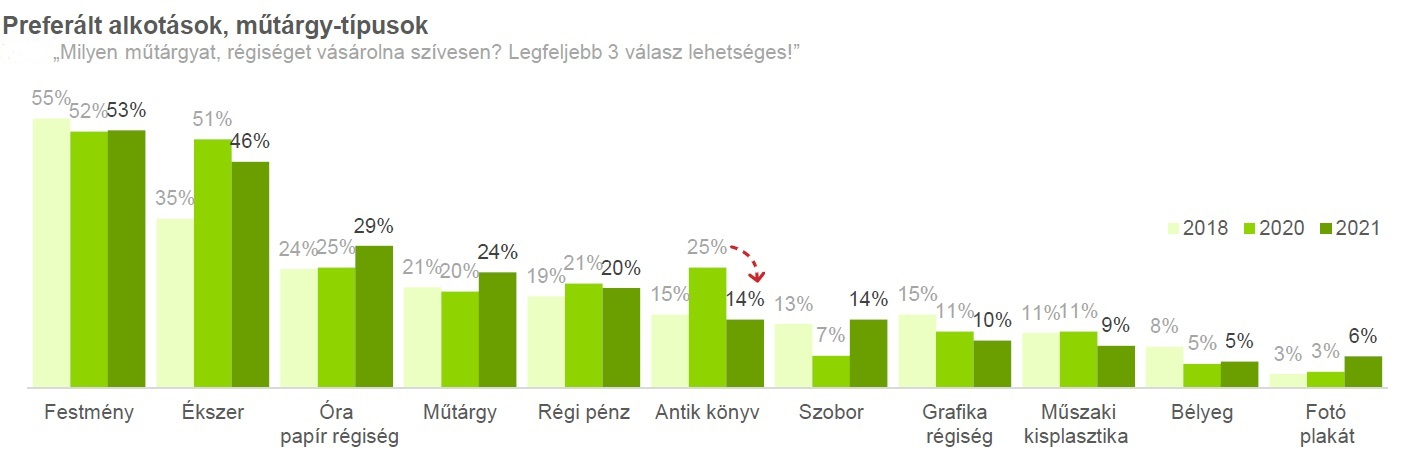 Preferált alkotások, műtárgy-típusok
„Milyen műtárgyat, régiséget vásárolna szívesen? Legfeljebb 3 válasz lehetséges!”
55% 52% 53%
35% 51% 46%
24% 25% 29%
21% 20% 24%
19% 21% 20%
15% 25% 14%
13% 7% 14%
15% 11% 10%
11% 11% 9%
8% 5% 5%
3% 3% 6%
2018 2020 2021
Festmény
Ékszer
Óra
papír régiség
Műtárgy
Régi pénz
Antik könyv
Szobor
Grafika
régiség
Műszaki
kisplasztika
Bélyeg
Fotó
plakát